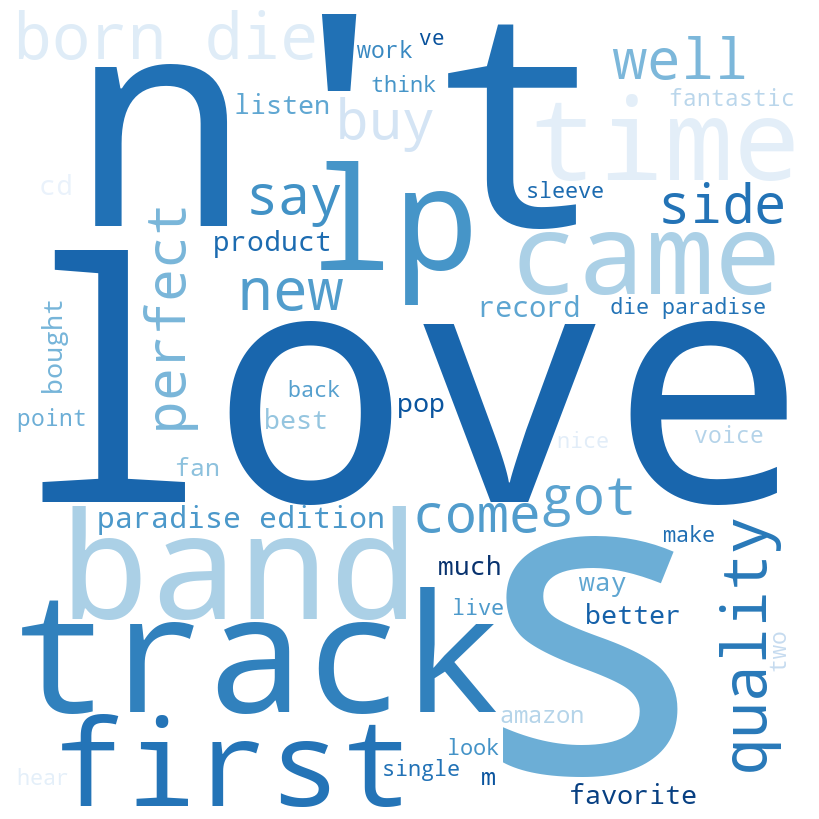 born die
work
ve
n't
well
think
fantastic
listen
buy
time
cd
say
lp
sleeve
side
product
came
perfect
new
record
die paradise
bought
love
back
pop
best
point
nice
voice
fan
got
paradise edition
come
band
s
make
quality
much
way
track
live
better
two
amazon
first
look
single
m
hear
favorite